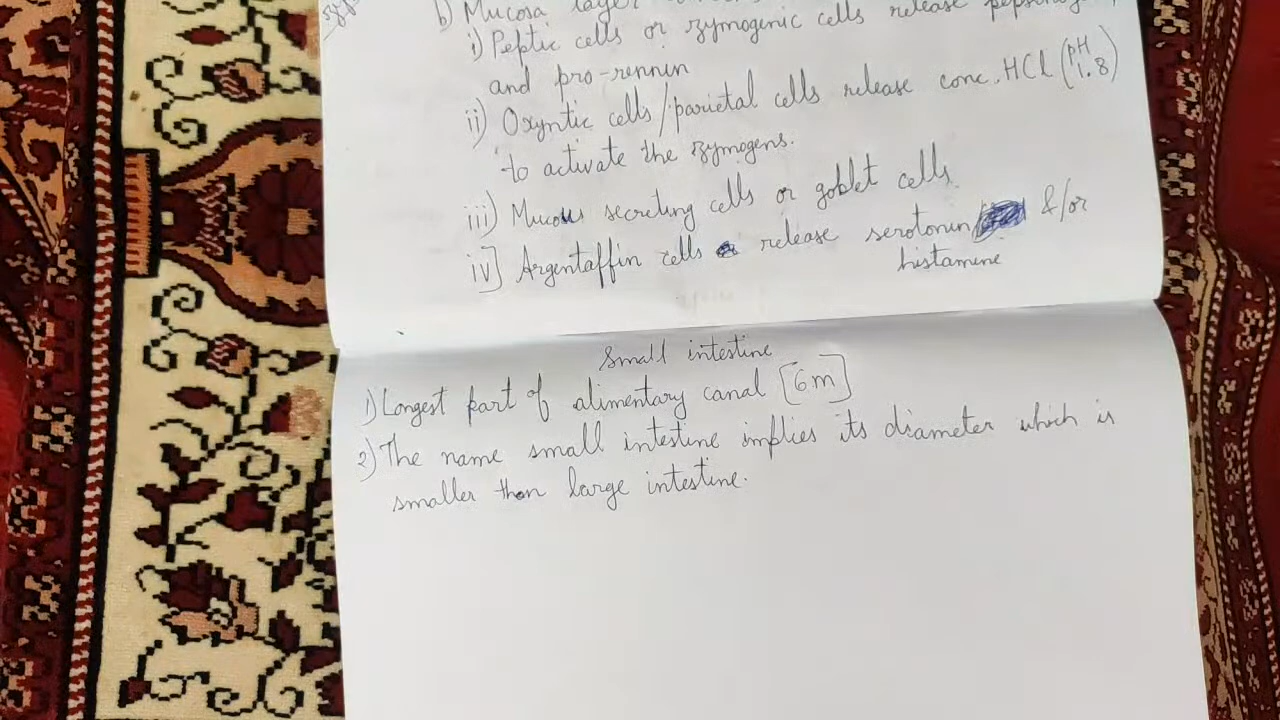 b) Mucosa layer
i) Peptic cells or zymogenic cells release
and pro-rennin
ii) Oxyntic cells/parietal cells release conc. HCl (pH 1.8)
to activate the zymogens.
iii) Mucous secreting cells or goblet cells
iv] Argentaffin cells release serotonin &/or
histamine
Small intestine
1) Longest part of alimentary canal [6m]
2) The name small intestine implies its diameter which is
smaller than large intestine.